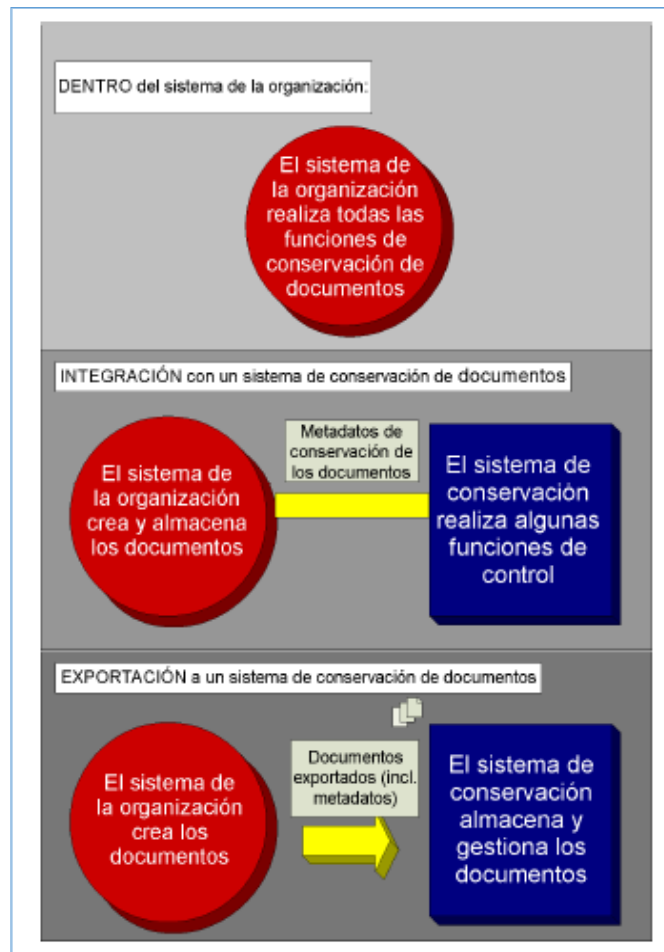 DENTRO del sistema de la organización:
El sistema de
la organización
realiza todas las
funciones de
conservación de
documentos
INTEGRACIÓN con un sistema de conservación de documentos
El sistema de
la organización
crea y almacena
los documentos
Metadatos de
conservación de
los documentos
El sistema de
conservación
realiza algunas
funciones de
control
EXPORTACIÓN a un sistema de conservación de documentos
El sistema de
la organización
crea los
documentos
Documentos
exportados (incl.
metadatos)
El sistema de
conservación
almacena y
gestiona los
documentos